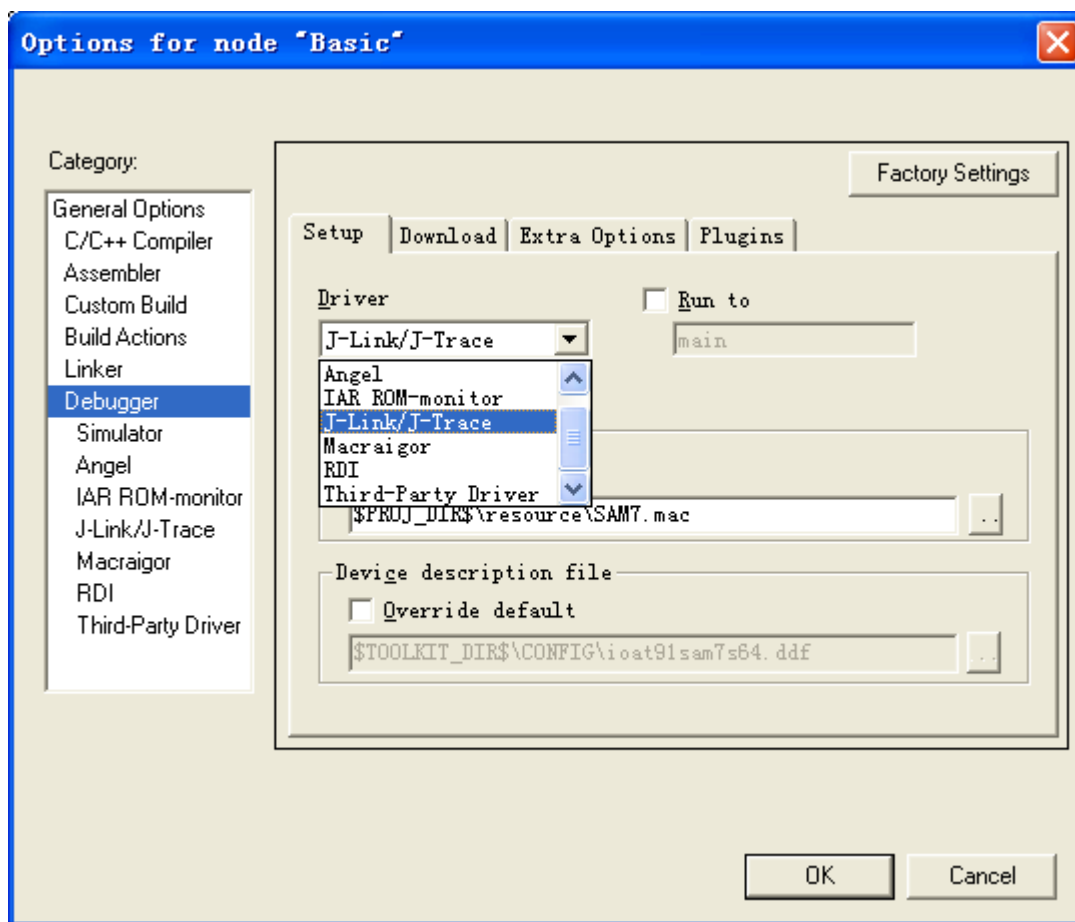 Options for node "Basic"
Category:
Factory Settings
General Options
C/C++ Compiler
Assembler
Custom Build
Build Actions
Linker
Debugger
Simulator
Angel
IAR ROM-monitor
J-Link/J-Trace
Macraigor
RDI
Third-Party Driver
Setup Download Extra Options Plugins
Driver
Run to
J-Link/J-Trace
main
Angel
IAR ROM-monitor
J-Link/J-Trace
Macraigor
RDI
Third-Party Driver
$PROJ_DIR$\resource\SAM7.mac
..
Device description file
Override default
$TOOLKIT_DIR$\CONFIG\ioat91sam7s64.ddf
..
OK
Cancel